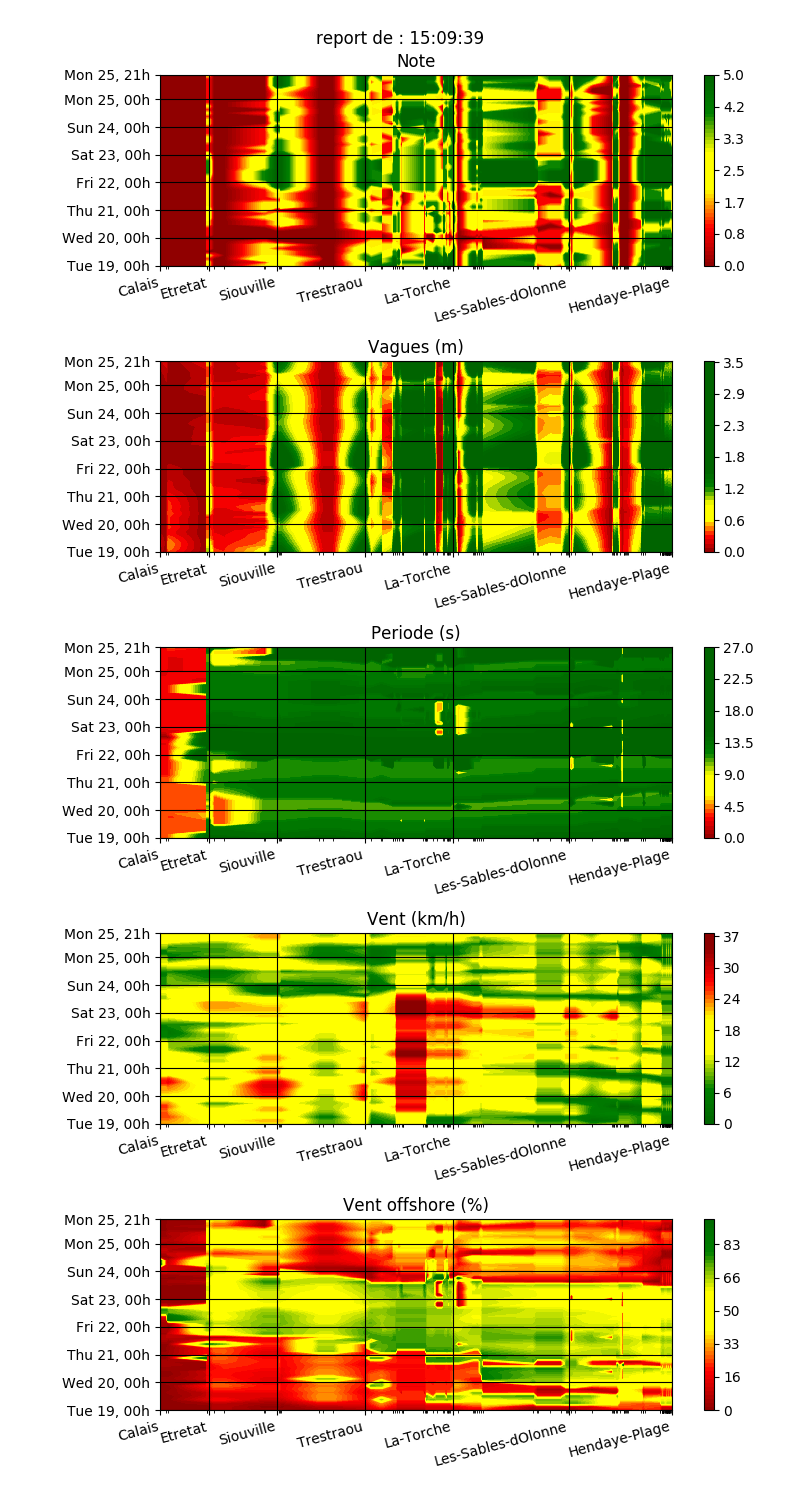 report de : 15:09:39
Note
Mon 25, 21h
Mon 25, 00h
Sun 24, 00h
Sat 23, 00h
Fri 22, 00h
Thu 21, 00h
Wed 20, 00h
Tue 19, 00h
Calais
Etretat
Siouville
Trestraou
La-Torche
Les-Sables-dOlonne
Hendaye-Plage
5.0
4.2
3.3
2.5
1.7
0.8
0.0
Vagues (m)
Mon 25, 21h
Mon 25, 00h
Sun 24, 00h
Sat 23, 00h
Fri 22, 00h
Thu 21, 00h
Wed 20, 00h
Tue 19, 00h
Calais
Etretat
Siouville
Trestraou
La-Torche
Les-Sables-dOlonne
Hendaye-Plage
3.5
2.9
2.3
1.8
1.2
0.6
0.0
Periode (s)
Mon 25, 21h
Mon 25, 00h
Sun 24, 00h
Sat 23, 00h
Fri 22, 00h
Thu 21, 00h
Wed 20, 00h
Tue 19, 00h
Calais
Etretat
Siouville
Trestraou
La-Torche
Les-Sables-dOlonne
Hendaye-Plage
27.0
22.5
18.0
13.5
9.0
4.5
0.0
Vent (km/h)
Mon 25, 21h
Mon 25, 00h
Sun 24, 00h
Sat 23, 00h
Fri 22, 00h
Thu 21, 00h
Wed 20, 00h
Tue 19, 00h
Calais
Etretat
Siouville
Trestraou
La-Torche
Les-Sables-dOlonne
Hendaye-Plage
37
30
24
18
12
6
0
Vent offshore (%)
Mon 25, 21h
Mon 25, 00h
Sun 24, 00h
Sat 23, 00h
Fri 22, 00h
Thu 21, 00h
Wed 20, 00h
Tue 19, 00h
Calais
Etretat
Siouville
Trestraou
La-Torche
Les-Sables-dOlonne
Hendaye-Plage
83
66
50
33
16
0